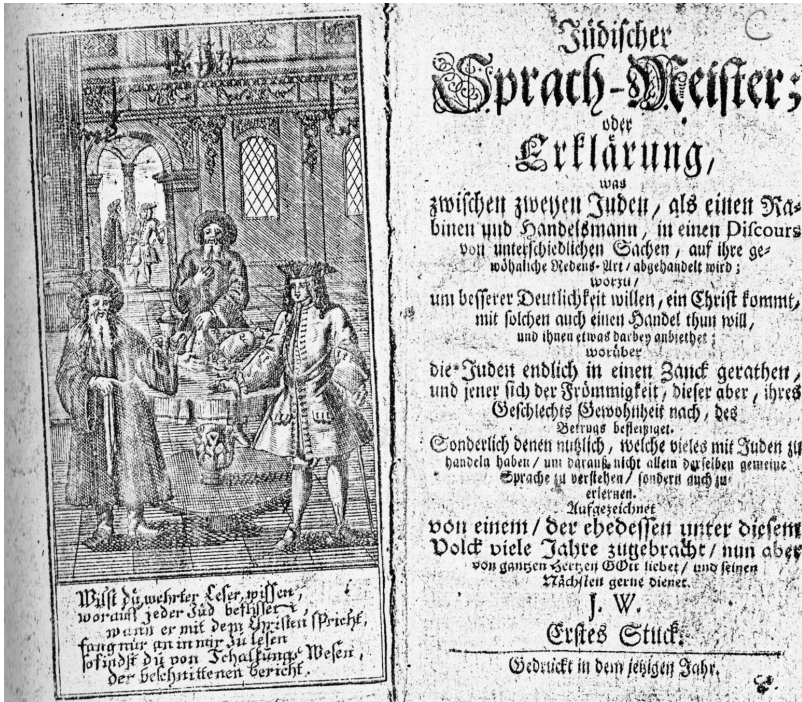 Wilst du wehrter Leser wissen,
worauf jeder Jüd beflissen,
wann er mit dem Christen spricht,
fang nur an in mir zu lesen
so findst du von Schalkungs Wesen,
der beschnittenen bericht.
C
Jüdischer
Sprach-Meister;
oder
Erklärung,
was
zwischen zweyen Juden, als einen Ra-
binen und Handelsmann, in einen Discours
von unterschiedlichen Sachen, auf ihre ge-
wöhnliche Redens-Art / abgehandelt wird;
worzu /
um besserer Deutlichkeit willen, ein Christ kommt,
mit solchen auch einen Handel thun will,
und ihnen etwas darbey anbiethet;
worüber
die Juden endlich in einen Zanck gerathen,
und jener sich der Frömmigkeit, dieser aber, ihres
Geschlechts Gewohnheit nach, des
Betrugs befleißiget.
Sonderlich denen nutzlich, welche vieles mit Juden zu
handeln haben / um darauß nicht allein derselben gemeine
Sprache zu verstehen / sondern auch zu
erlernen.
Aufgezeichnet
von einem / der ehedessen unter diesem
Volck viele Jahre zugebracht / nun aber
von gantzen Hertzen GOtt liebet / und seinen
Nächsten gerne dienet.
J. W.
Erstes Stück.
Gedruckt in dem jetzigen Jahr.